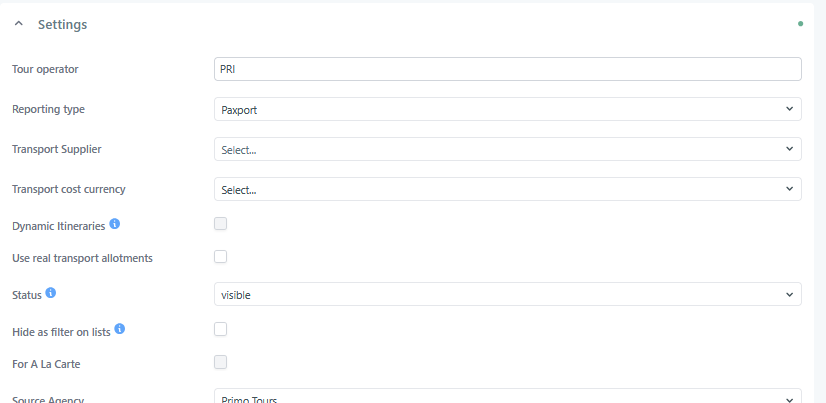 Settings
Tour operator PRI
Reporting type Paxport
Transport Supplier Select...
Transport cost currency Select...
Dynamic Itineraries
Use real transport allotments
Status visible
Hide as filter on lists
For A La Carte
Source Agency Primo Tours